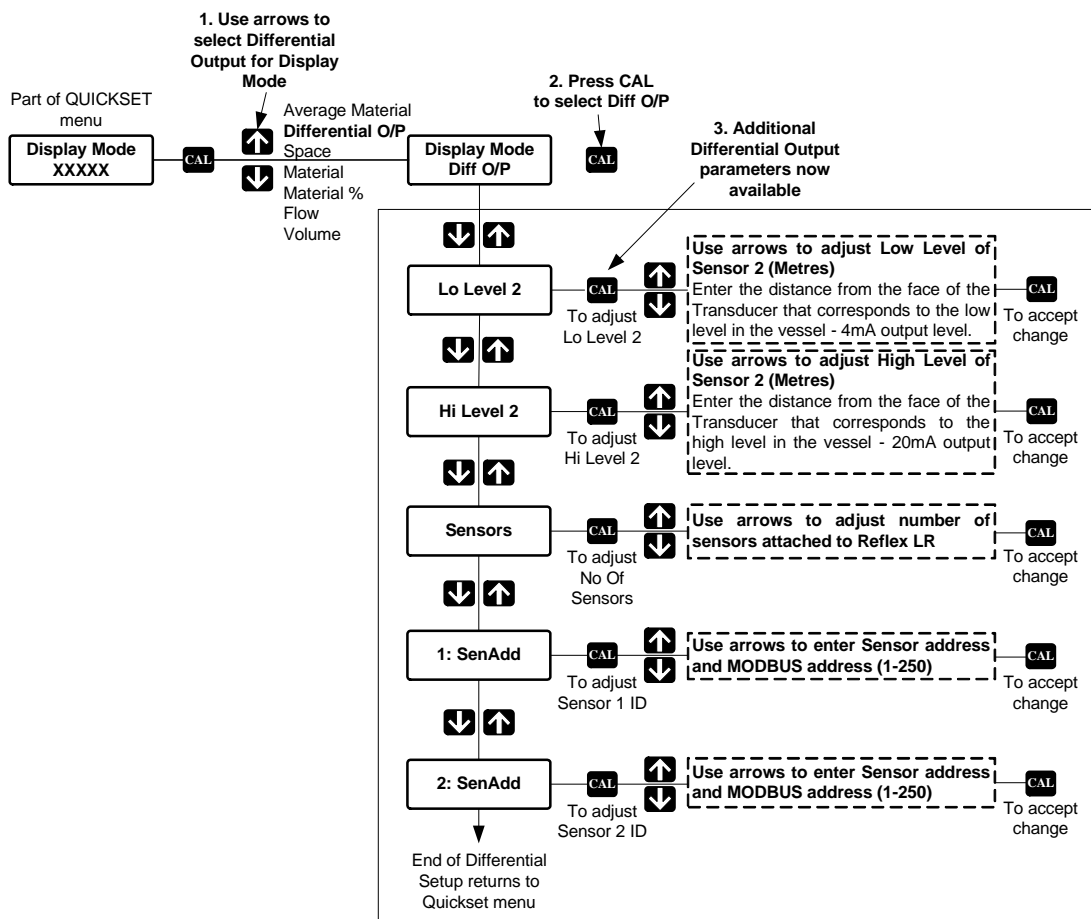 1. Use arrows to
select Differential
Output for Display
Mode
Part of QUICKSET
menu
Display Mode
XXXXX
CAL
Average Material
Differential O/P
Space
Material
Material %
Flow
Volume
Display Mode
Diff O/P
2. Press CAL
to select Diff O/P
CAL
3. Additional
Differential Output
parameters now
available
Lo Level 2
CAL
To adjust
Lo Level 2
Use arrows to adjust Low Level of
Sensor 2 (Metres)
Enter the distance from the face of the
Transducer that corresponds to the low
level in the vessel - 4mA output level.
CAL
To accept
change
Hi Level 2
CAL
To adjust
Hi Level 2
Use arrows to adjust High Level of
Sensor 2 (Metres)
Enter the distance from the face of the
Transducer that corresponds to the
high level in the vessel - 20mA output
level.
CAL
To accept
change
Sensors
CAL
To adjust
No Of
Sensors
Use arrows to adjust number of
sensors attached to Reflex LR
CAL
To accept
change
1: SenAdd
CAL
To adjust
Sensor 1 ID
Use arrows to enter Sensor address
and MODBUS address (1-250)
CAL
To accept
change
2: SenAdd
CAL
To adjust
Sensor 2 ID
Use arrows to enter Sensor address
and MODBUS address (1-250)
CAL
To accept
change
End of Differential
Setup returns to
Quickset menu